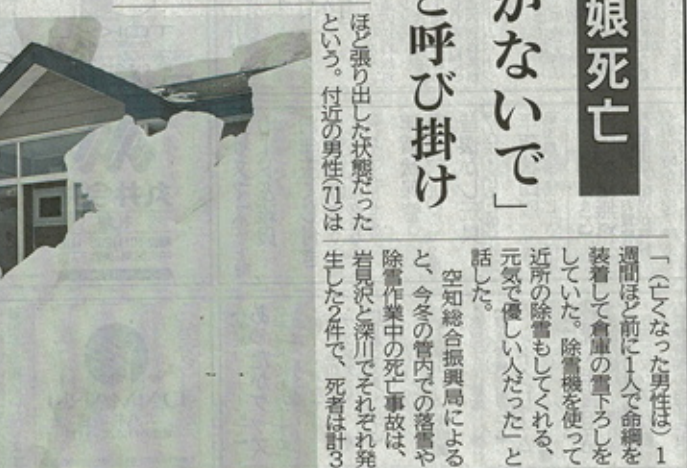 娘死亡
かないで」
と呼び掛け
ほど張り出した状態だった
という。付近の男性(71)は
「(亡くなった男性は)1
週間ほど前に1人で命綱を
装着して倉庫の雪下ろしを
していた。除雪機を使って
近所の除雪もしてくれる、
元気で優しい人だった」と
話した。
空知総合振興局による
と、今冬の管内での落雪や
除雪作業中の死亡事故は、
岩見沢と深川でそれぞれ発
生した2件で、死者は計3